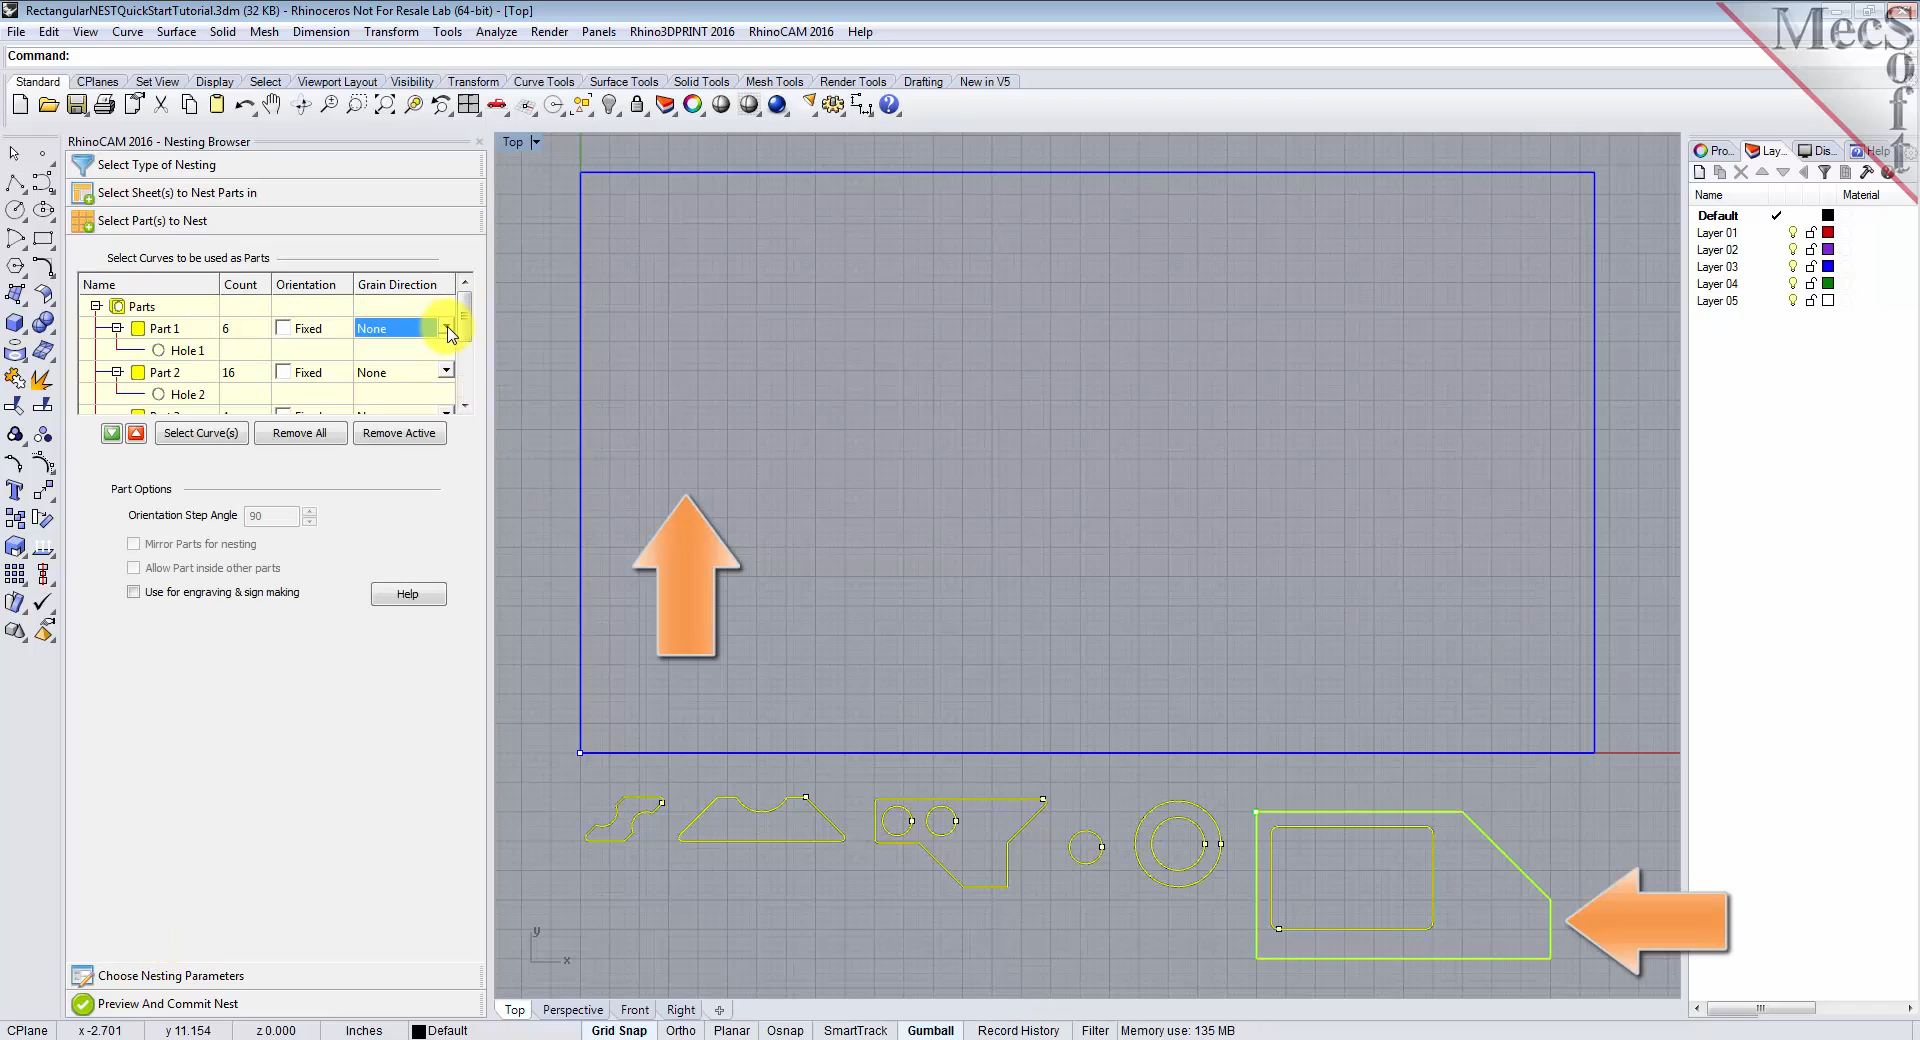 RectangularNESTQuickStartTutorial.3dm (32 KB) - Rhinoceros Not For Resale Lab (64-bit) - [Top]
File Edit View Curve Surface Solid Mesh Dimension Transform Tools Analyze Render Panels Rhino3DPRINT 2016 RhinoCAM 2016 Help
MecSoft
Command:
Standard CPlanes Set View Display Select Viewport Layout Visibility Transform Curve Tools Surface Tools Solid Tools Mesh Tools Render Tools Drafting New in V5
RhinoCAM 2016 - Nesting Browser
Select Type of Nesting
Select Sheet(s) to Nest Parts in
Select Part(s) to Nest
Select Curves to be used as Parts
Name Count Orientation Grain Direction
Parts
Part 1 6 Fixed None
Hole 1
Part 2 16 Fixed None
Hole 2
Select Curve(s) Remove All Remove Active
Part Options
Orientation Step Angle 90
Mirror Parts for nesting
Allow Part inside other parts
Use for engraving & sign making
Help
Choose Nesting Parameters
Preview And Commit Nest
Top
y
x
Top Perspective Front Right
Pro... Lay... Dis... Help
Name Material
Default
Layer 01
Layer 02
Layer 03
Layer 04
Layer 05
CPlane x -2.701 y 11.154 z 0.000 Inches Default Grid Snap Ortho Planar Osnap SmartTrack Gumball Record History Filter Memory use: 135 MB